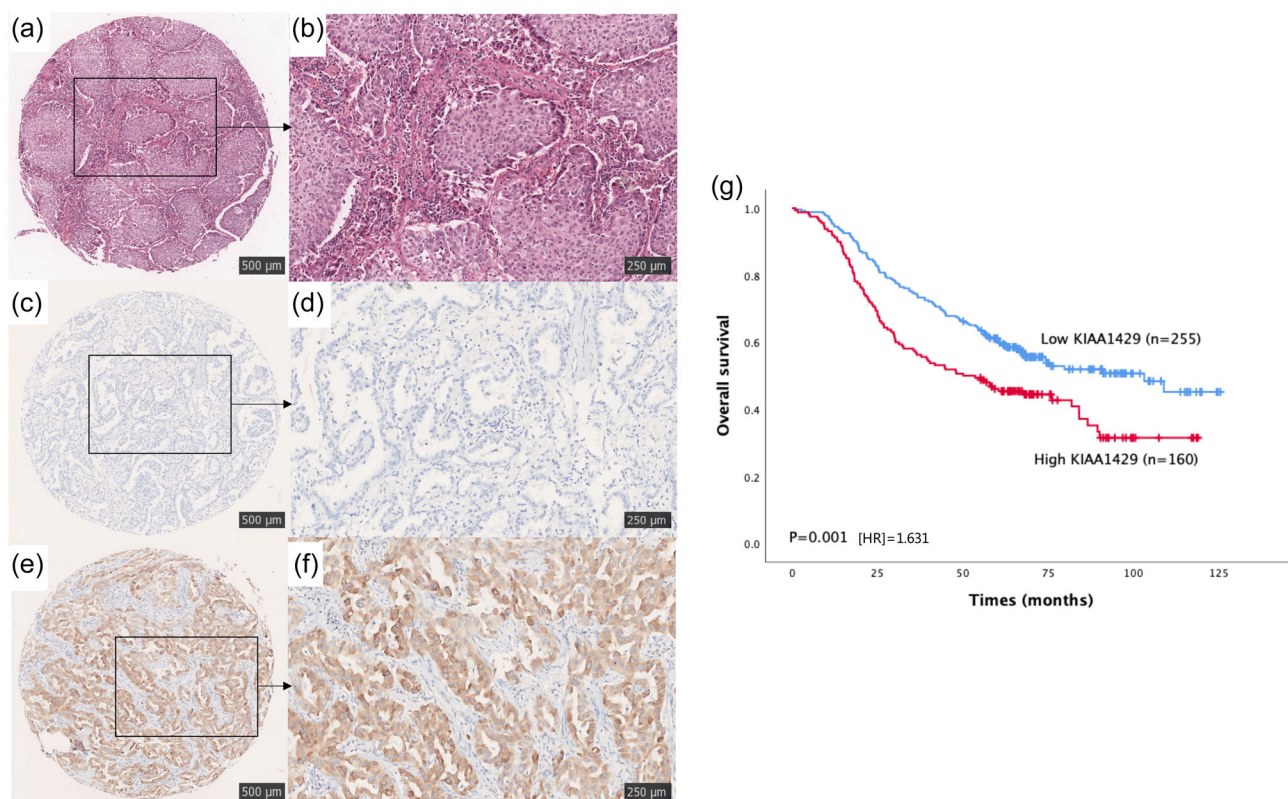 (a)
500 µm
(b)
250 µm
(c)
500 µm
(d)
250 µm
(e)
500 µm
(f)
250 µm
(g)
1.0
0.8
0.6
0.4
0.2
0.0
Overall survival
Low KIAA1429 (n=255)
High KIAA1429 (n=160)
P=0.001 [HR]=1.631
0 25 50 75 100 125
Times (months)